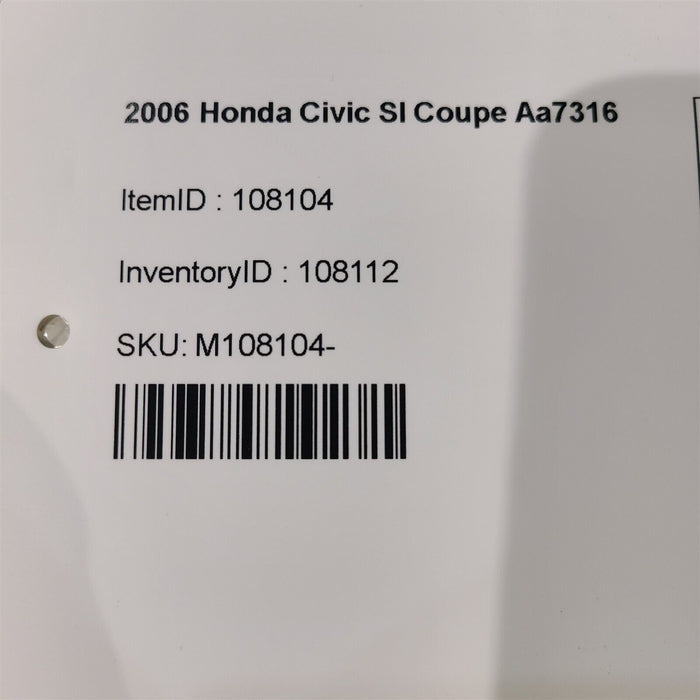 2006 Honda Civic SI Coupe Aa7316
ItemID : 108104
InventoryID : 108112
SKU: M108104-